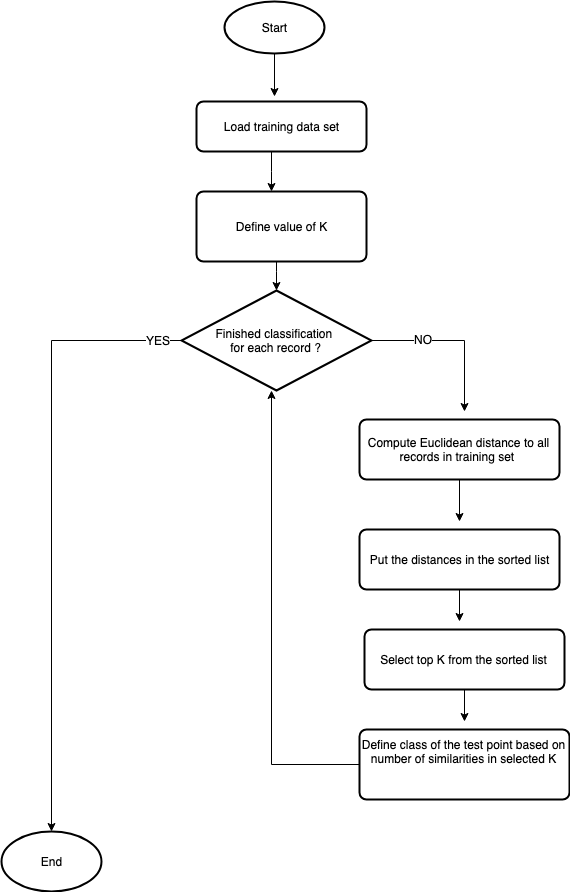 Start
Load training data set
Define value of K
Finished classification
for each record ?
YES
NO
Compute Euclidean distance to all
records in training set
Put the distances in the sorted list
Select top K from the sorted list
Define class of the test point based on
number of similarities in selected K
End